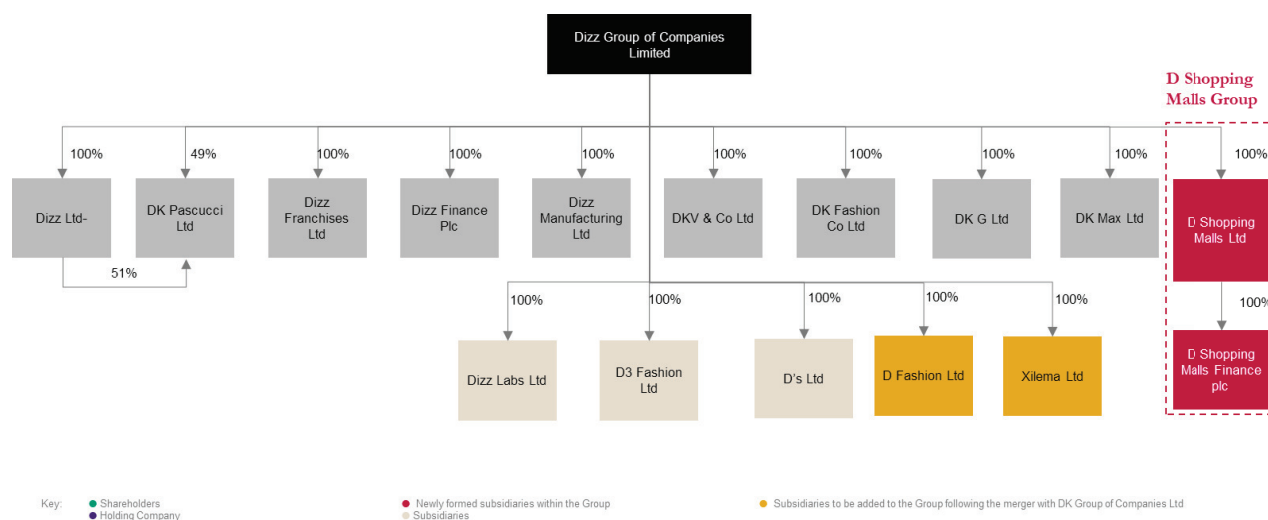 Dizz Group of Companies
Limited
D Shopping
Malls Group
100%
49%
100%
100%
100%
100%
100%
100%
100%
100%
Dizz Ltd-
DK Pascucci
Ltd
Dizz
Franchises
Ltd
Dizz Finance
Plc
Dizz
Manufacturing
Ltd
DKV & Co Ltd
DK Fashion
Co Ltd
DK G Ltd
DK Max Ltd
D Shopping
Malls Ltd
51%
100%
100%
100%
100%
100%
100%
Dizz Labs Ltd
D3 Fashion
Ltd
D's Ltd
D Fashion Ltd
Xilema Ltd
D Shopping
Malls Finance
plc
Key:
Shareholders
Holding Company
Newly formed subsidiaries within the Group
Subsidiaries
Subsidiaries to be added to the Group following the merger with DK Group of Companies Ltd